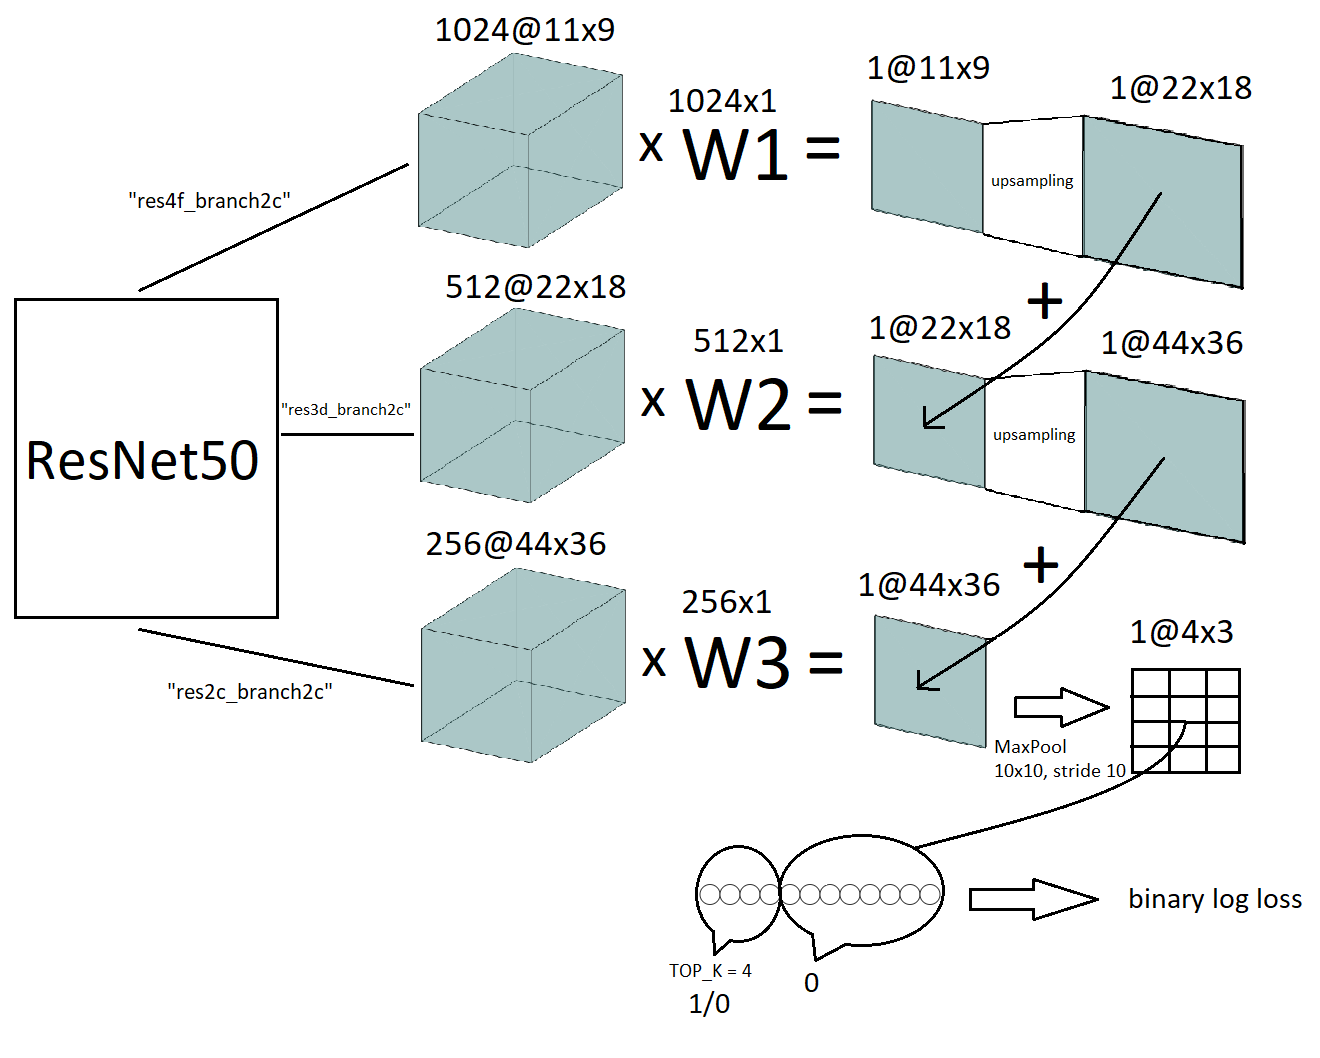 1024@11x9
1024x1
x W1 =
1@11x9
1@22x18
upsampling
"res4f_branch2c"
+
512@22x18
512x1
x W2 =
1@22x18
1@44x36
upsampling
"res3d_branch2c"
ResNet50
+
256@44x36
256x1
x W3 =
1@44x36
1@4x3
"res2c_branch2c"
MaxPool
10x10, stride 10
binary log loss
TOP_K = 4
1/0
0